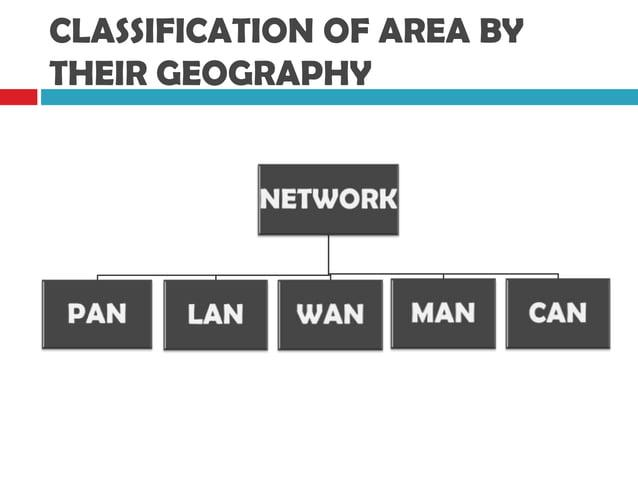 CLASSIFICATION OF AREA BY
THEIR GEOGRAPHY
NETWORK
PAN
LAN
WAN
MAN
CAN